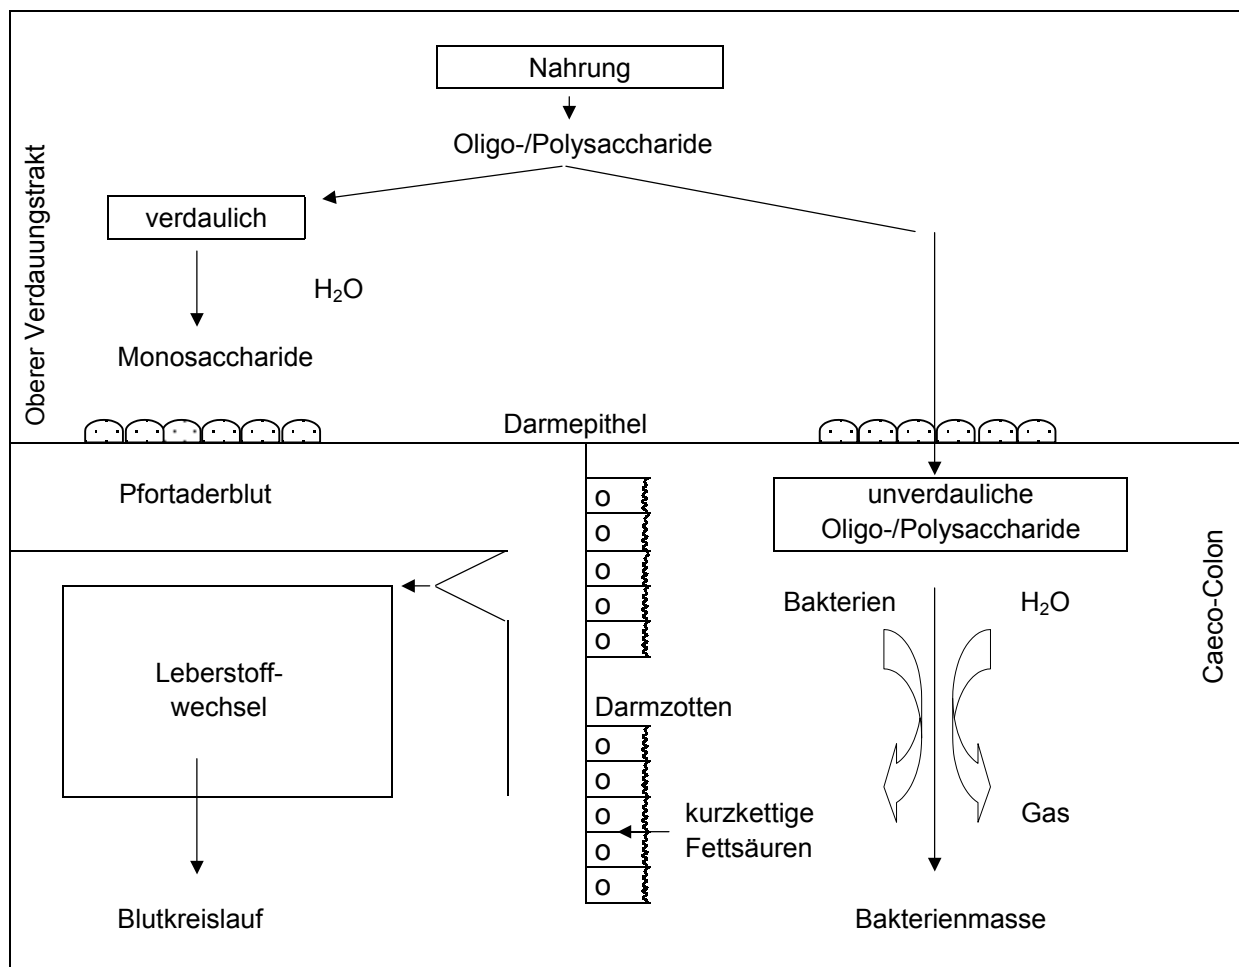 Nahrung
Oligo-/Polysaccharide
verdaulich
H₂O
Monosaccharide
Oberer Verdauungstrakt
Darmepithel
Pfortaderblut
unverdauliche
Oligo-/Polysaccharide
o
o
o
o
o
Bakterien
H₂O
Caeco-Colon
Leberstoff-
wechsel
Darmzotten
o
o
o
o
o
kurzkettige
Fettsäuren
Gas
Blutkreislauf
Bakterienmasse